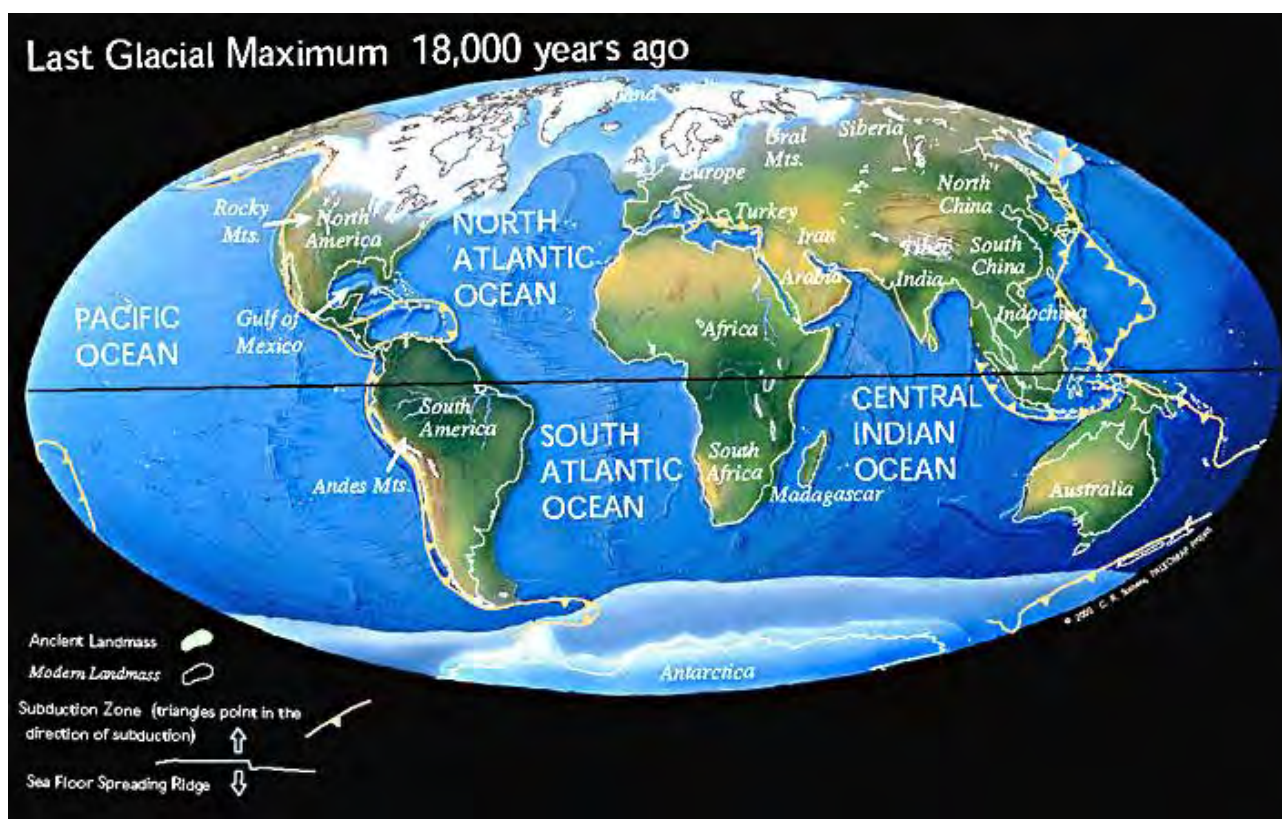 Last Glacial Maximum 18,000 years ago
Siberia
Ural
Mts.
Europe
North
China
Rocky
Mts.
North
America
NORTH
ATLANTIC
OCEAN
Turkey
Iran
Tibet
South
China
Arabia
India
PACIFIC
OCEAN
Gulf of
Mexico
Africa
Indochina
South
America
SOUTH
ATLANTIC
OCEAN
CENTRAL
INDIAN
OCEAN
Andes Mts.
South
Africa
Madagascar
Australia
Antarctica
Ancient Landmass
Modern Landmass
Subduction Zone (triangles point in the
direction of subduction)
Sea Floor Spreading Ridge